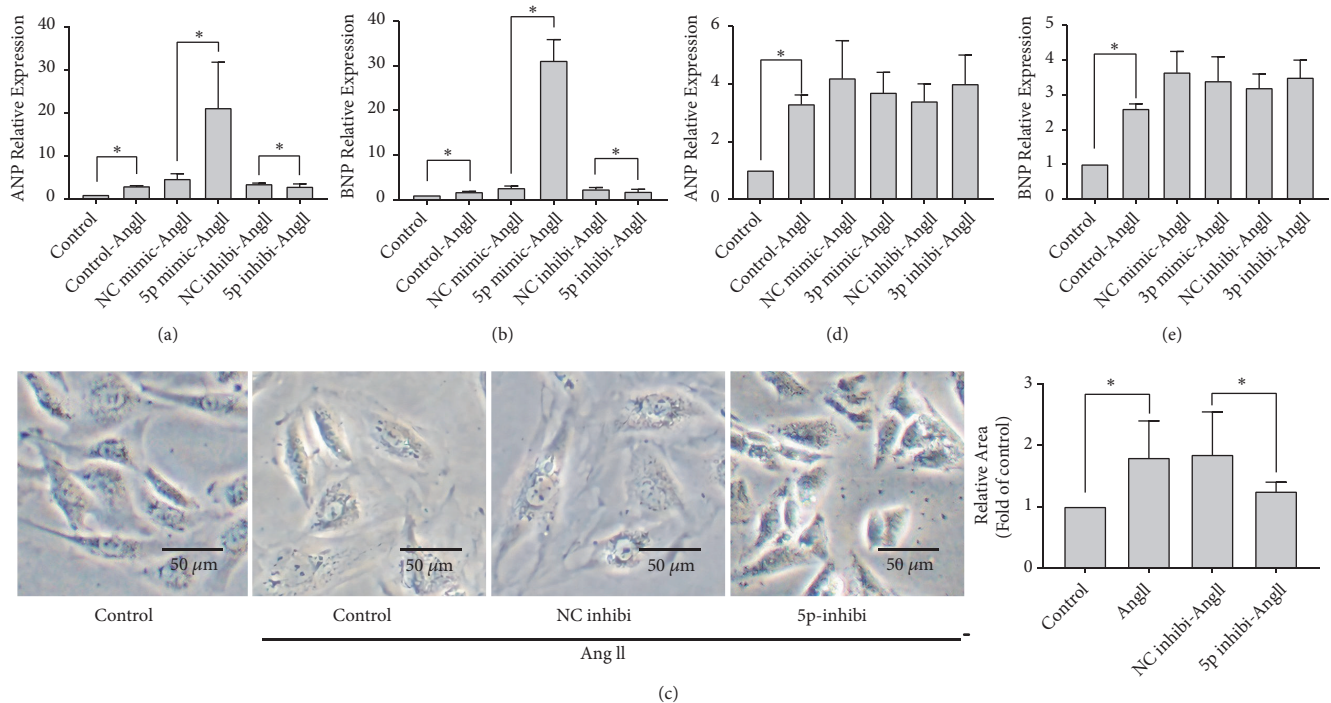 ANP Relative Expression
40
30
20
10
0
*
*
*
Control
Control-AngII
NC mimic-AngII
5p mimic-AngII
NC inhibi-AngII
5p inhibi-AngII
(a)
BNP Relative Expression
40
30
20
10
0
*
*
*
Control
Control-AngII
NC mimic-AngII
5p mimic-AngII
NC inhibi-AngII
5p inhibi-AngII
(b)
ANP Relative Expression
6
4
2
0
*
Control
Control-AngII
NC mimic-AngII
3p mimic-AngII
NC inhibi-AngII
3p inhibi-AngII
(d)
BNP Relative Expression
5
4
3
2
1
0
*
Control
Control-AngII
NC mimic-AngII
3p mimic-AngII
NC inhibi-AngII
3p inhibi-AngII
(e)
50 μm
50 μm
50 μm
50 μm
Control
Control
NC inhibi
5p-inhibi
Ang II
Relative Area
(Fold of control)
3
2
1
0
*
*
Control
AngII
NC inhibi-AngII
5p inhibi-AngII
(c)